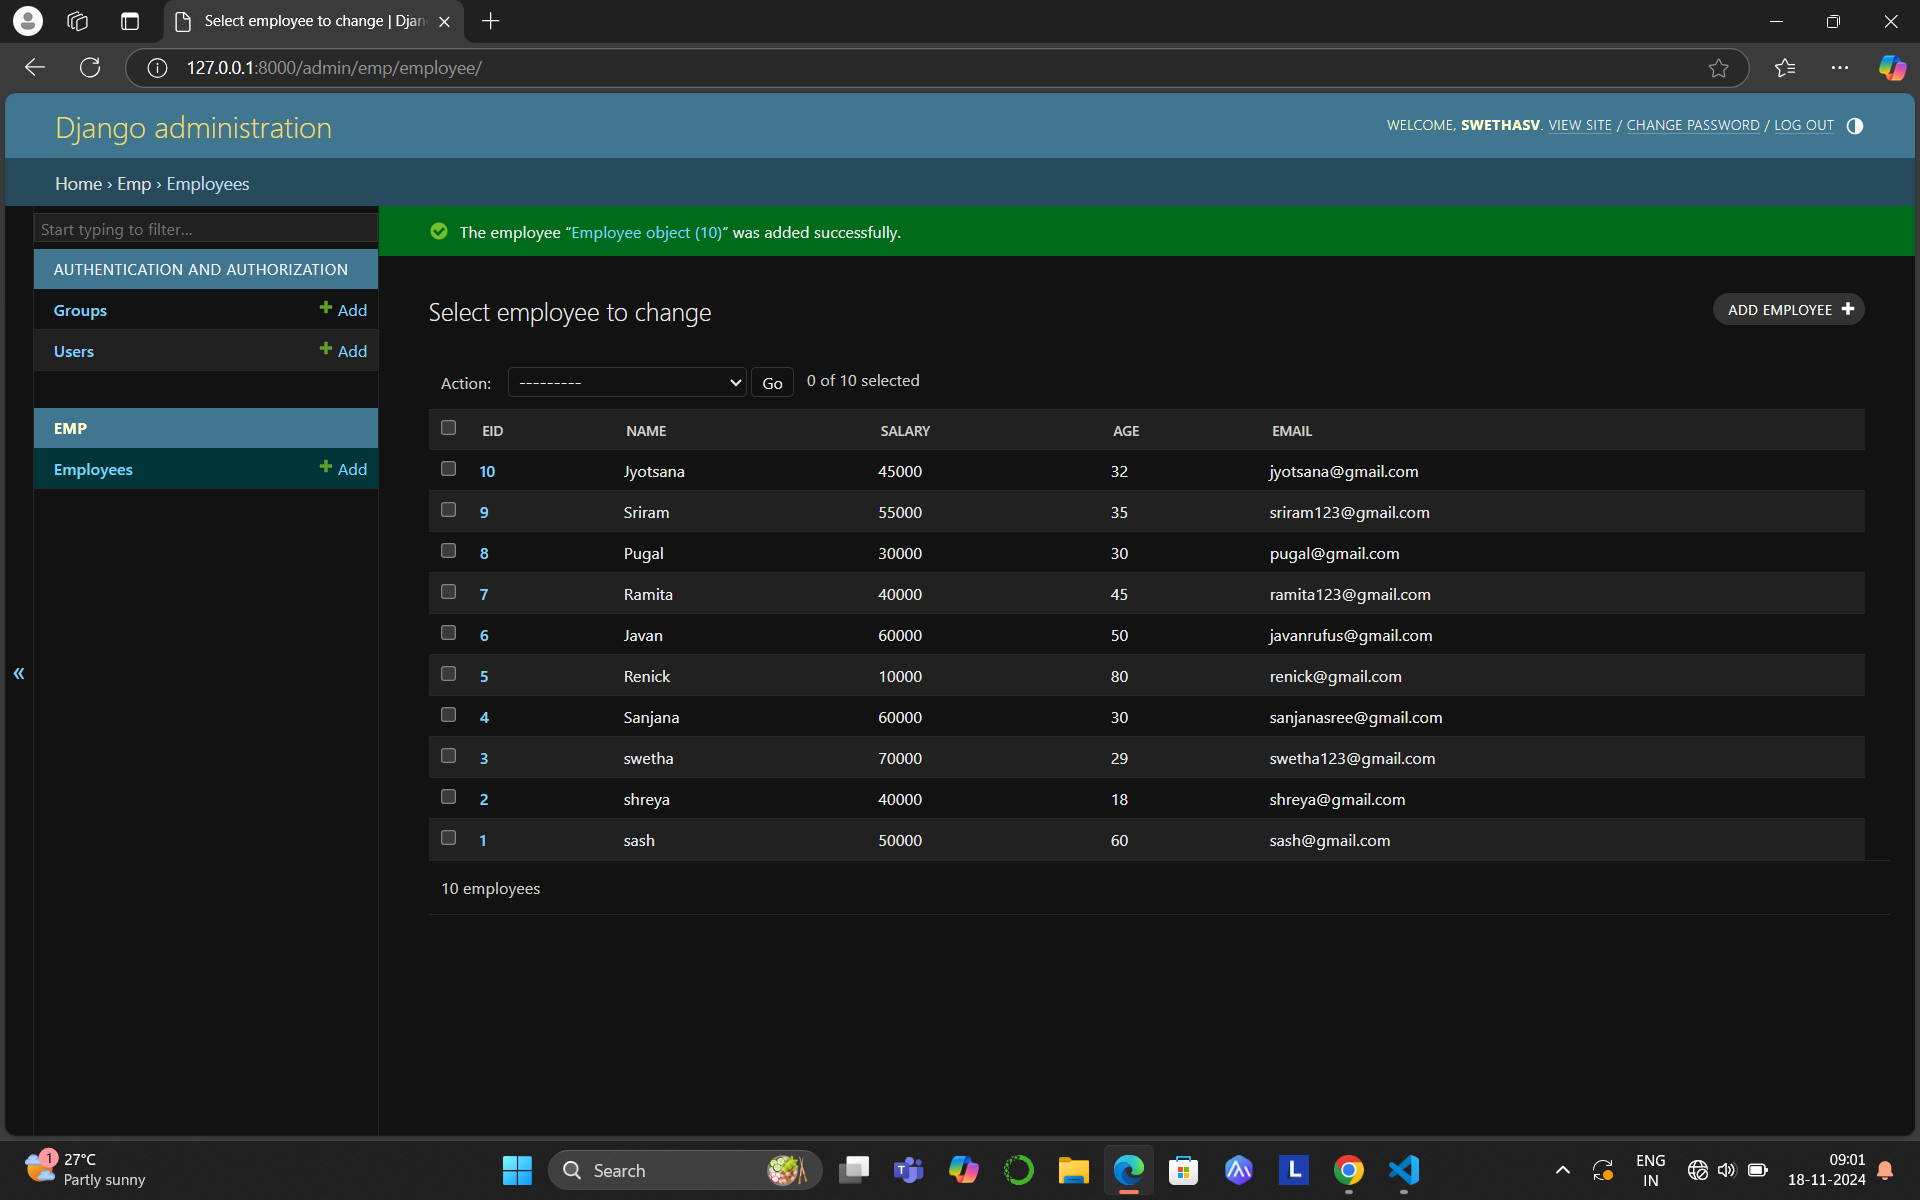 Select employee to change | Djan
127.0.0.1:8000/admin/emp/employee/
Django administration
WELCOME, SWETHASV. VIEW SITE / CHANGE PASSWORD / LOG OUT
Home › Emp › Employees
Start typing to filter...
The employee “Employee object (10)” was added successfully.
AUTHENTICATION AND AUTHORIZATION
Groups Add
Users Add
EMP
Employees Add
Select employee to change
ADD EMPLOYEE
Action: --------- Go 0 of 10 selected
EID NAME SALARY AGE EMAIL
10 Jyotsana 45000 32 jyotsana@gmail.com
9 Sriram 55000 35 sriram123@gmail.com
8 Pugal 30000 30 pugal@gmail.com
7 Ramita 40000 45 ramita123@gmail.com
6 Javan 60000 50 javanrufus@gmail.com
5 Renick 10000 80 renick@gmail.com
4 Sanjana 60000 30 sanjanasree@gmail.com
3 swetha 70000 29 swetha123@gmail.com
2 shreya 40000 18 shreya@gmail.com
1 sash 50000 60 sash@gmail.com
10 employees
«
1
27°C
Partly sunny
Search
T
L
ENG
IN
09:01
18-11-2024